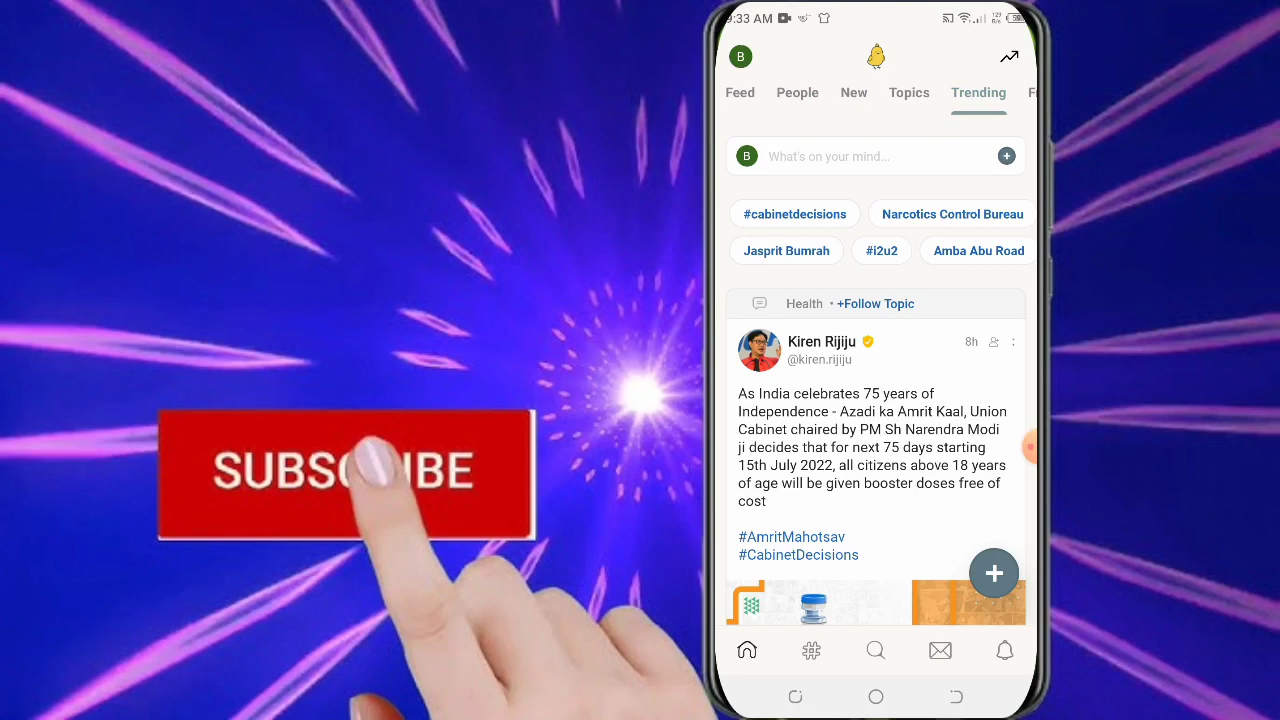 SUBSCRIBE
9:33 AM
B
Feed People New Topics Trending
B What's on your mind...
#cabinetdecisions Narcotics Control Bureau
Jasprit Bumrah #i2u2 Amba Abu Road
Health • +Follow Topic
Kiren Rijiju 8h
@kiren.rijiju
As India celebrates 75 years of
Independence - Azadi ka Amrit Kaal, Union
Cabinet chaired by PM Sh Narendra Modi
ji decides that for next 75 days starting
15th July 2022, all citizens above 18 years
of age will be given booster doses free of
cost
#AmritMahotsav
#CabinetDecisions